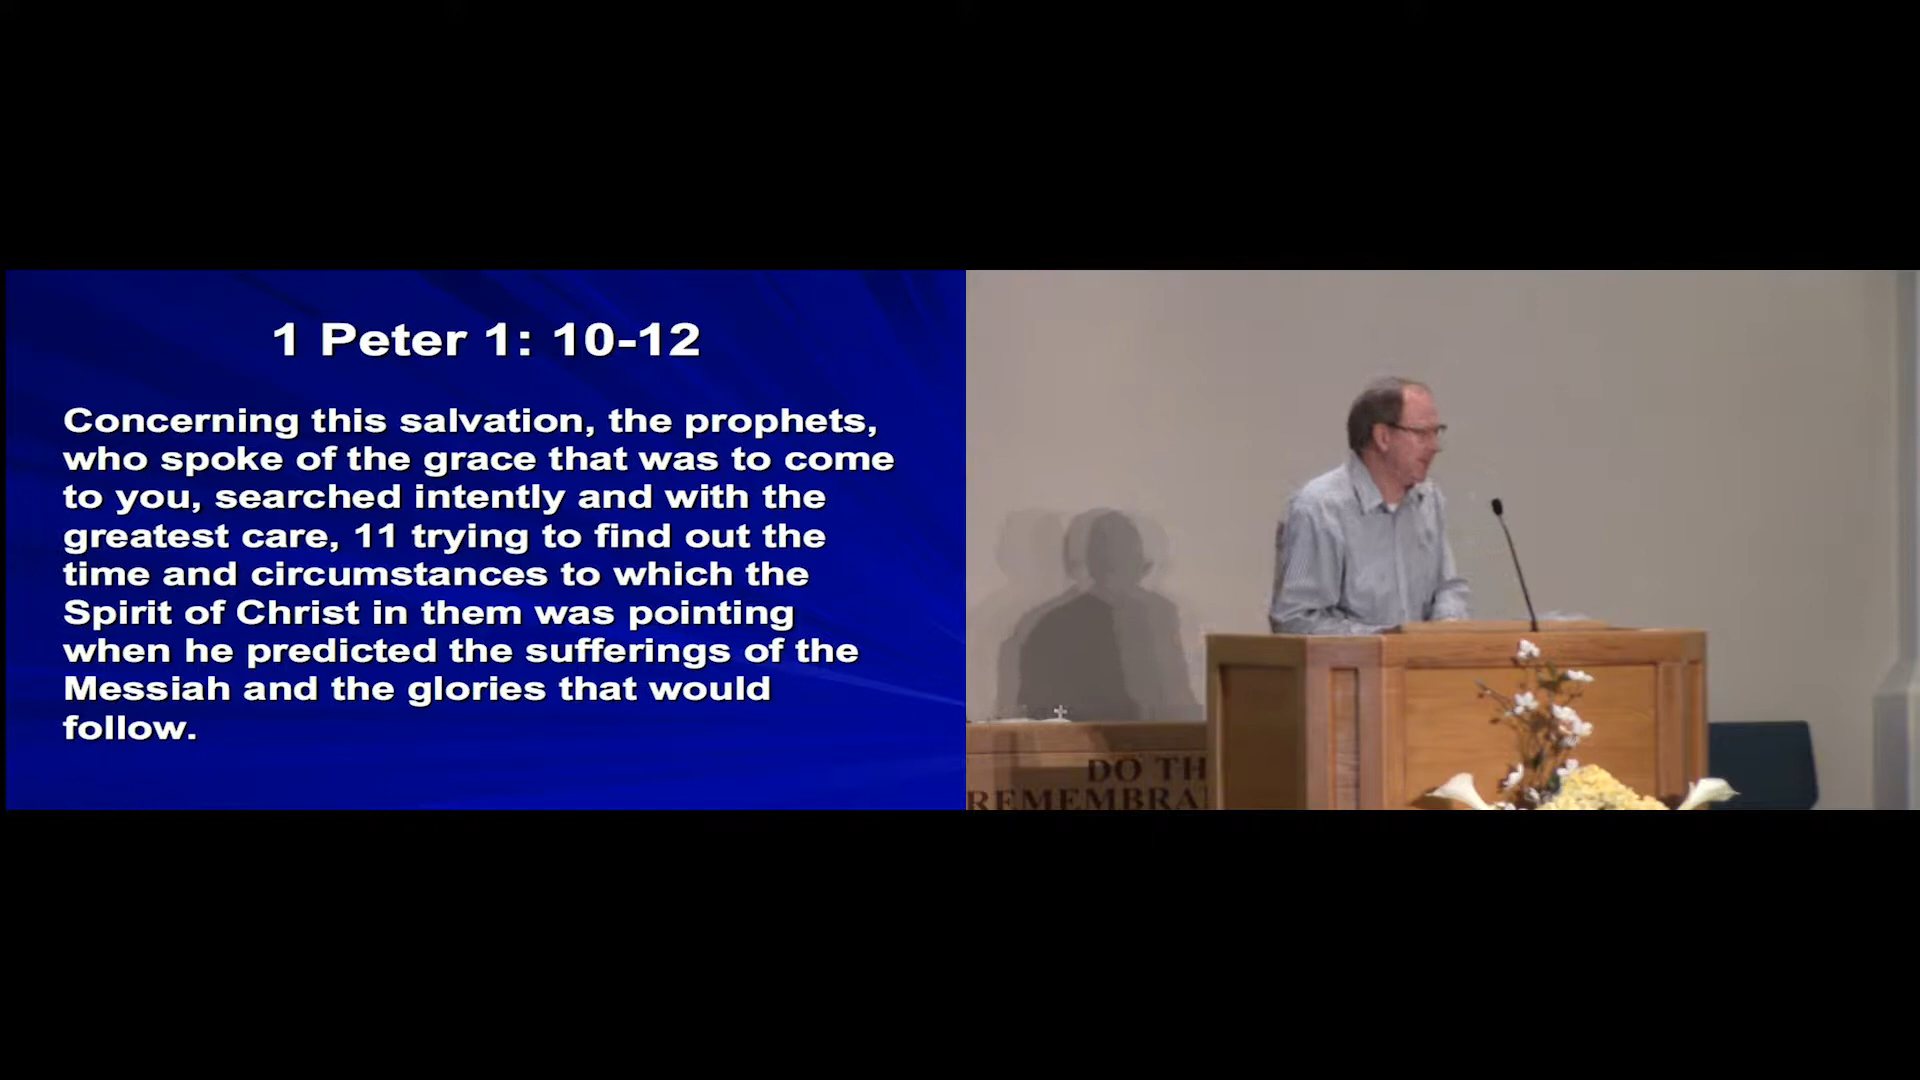 1 Peter 1: 10-12
Concerning this salvation, the prophets,
who spoke of the grace that was to come
to you, searched intently and with the
greatest care, 11 trying to find out the
time and circumstances to which the
Spirit of Christ in them was pointing
when he predicted the sufferings of the
Messiah and the glories that would
follow.
DO TH
REMEMBRA